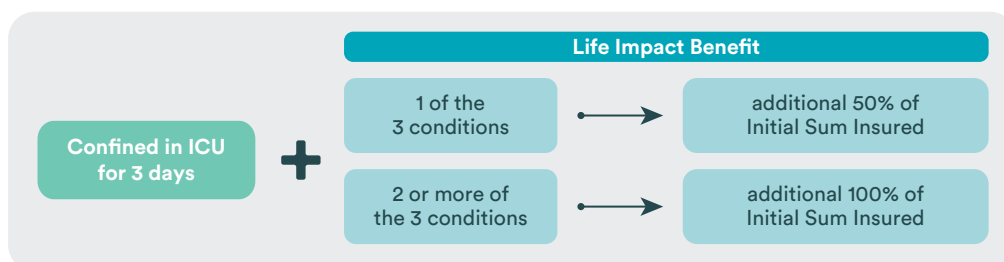 Life Impact Benefit
Confined in ICU
for 3 days
1 of the
3 conditions
additional 50% of
Initial Sum Insured
2 or more of
the 3 conditions
additional 100% of
Initial Sum Insured